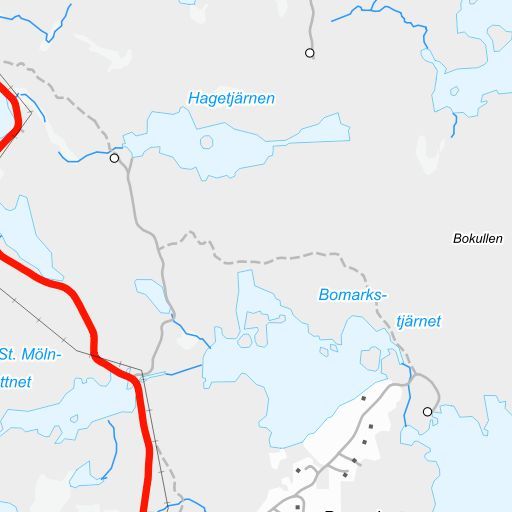 Hagetjärnen
Bokullen
Bomarks-
tjärnet
St. Möln-
ttnet